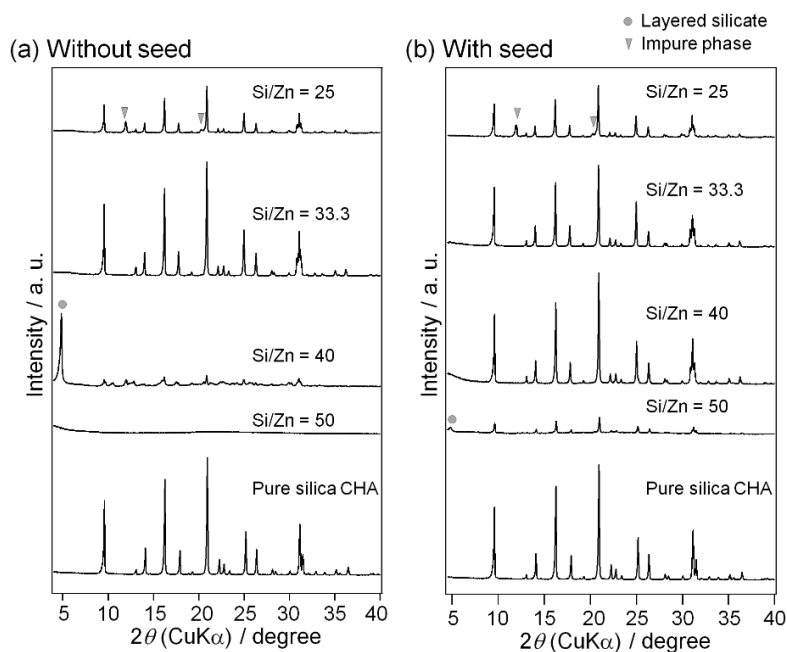 Layered silicate
Impure phase
(a) Without seed
Si/Zn = 25
Si/Zn = 33.3
Si/Zn = 40
Si/Zn = 50
Pure silica CHA
Intensity / a. u.
5 10 15 20 25 30 35 40
2θ (CuKα) / degree
(b) With seed
Si/Zn = 25
Si/Zn = 33.3
Si/Zn = 40
Si/Zn = 50
Pure silica CHA
Intensity / a. u.
5 10 15 20 25 30 35 40
2θ (CuKα) / degree